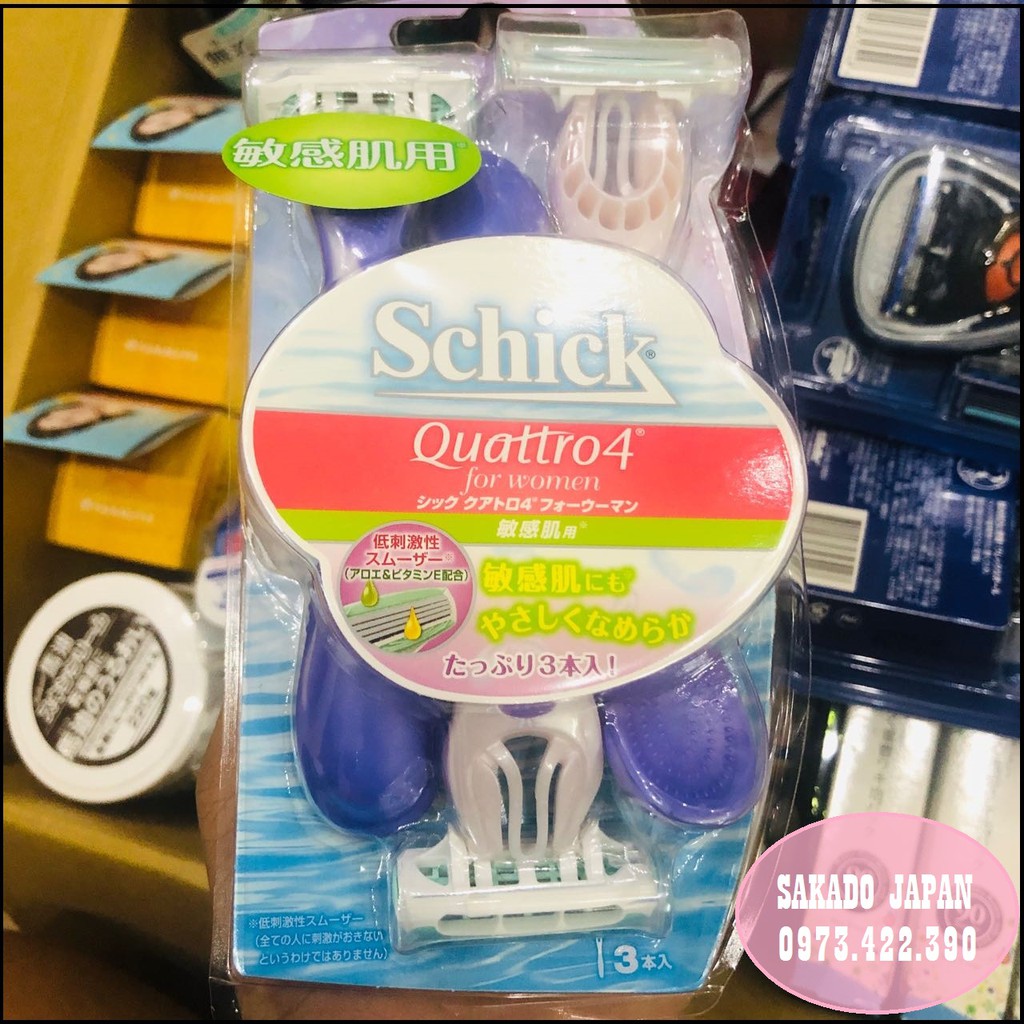 敏感肌用※
Schick®
Quattro4®
for women
シック クアトロ4®フォーウーマン
敏感肌用※
低刺激性
スムーザー※
(アロエ&ビタミンE配合)
敏感肌にも※
やさしくなめらか
たっぷり3本入!
※低刺激性スムーザー
(全ての人に刺激がおきない
というわけではありません)
3本入
SAKADO JAPAN
0973.422.390